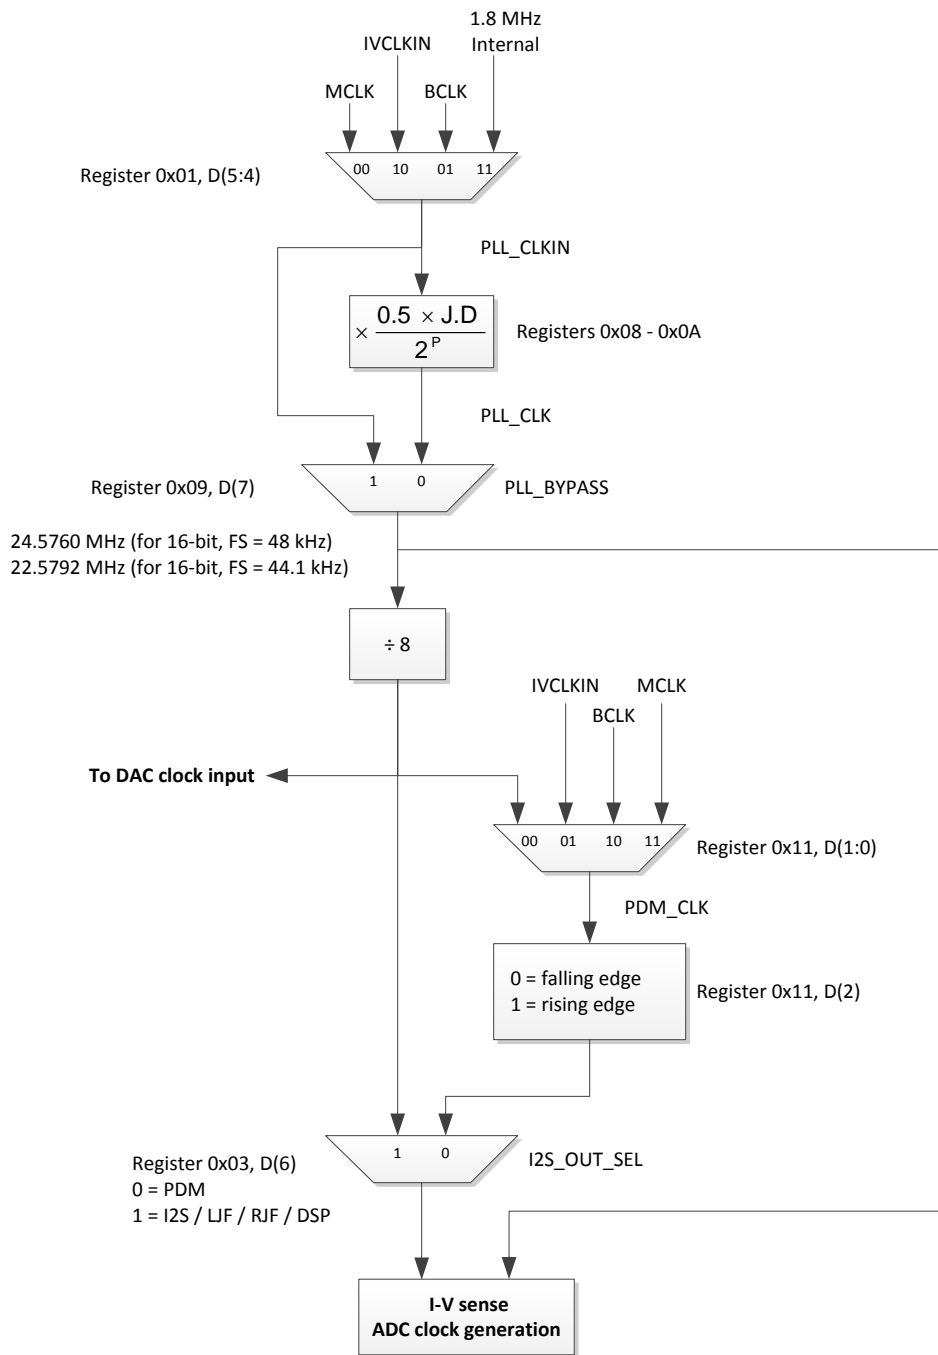 1.8 MHz
Internal
IVCLKIN
MCLK
BCLK
00 10 01 11
Register 0x01, D(5:4)
PLL_CLKIN
× 0.5 × J.D
2^P
Registers 0x08 - 0x0A
PLL_CLK
1 0
Register 0x09, D(7)
PLL_BYPASS
24.5760 MHz (for 16-bit, FS = 48 kHz)
22.5792 MHz (for 16-bit, FS = 44.1 kHz)
÷ 8
IVCLKIN
MCLK
BCLK
To DAC clock input
00 01 10 11
Register 0x11, D(1:0)
PDM_CLK
0 = falling edge
1 = rising edge
Register 0x11, D(2)
1 0
I2S_OUT_SEL
Register 0x03, D(6)
0 = PDM
1 = I2S / LJF / RJF / DSP
I-V sense
ADC clock generation